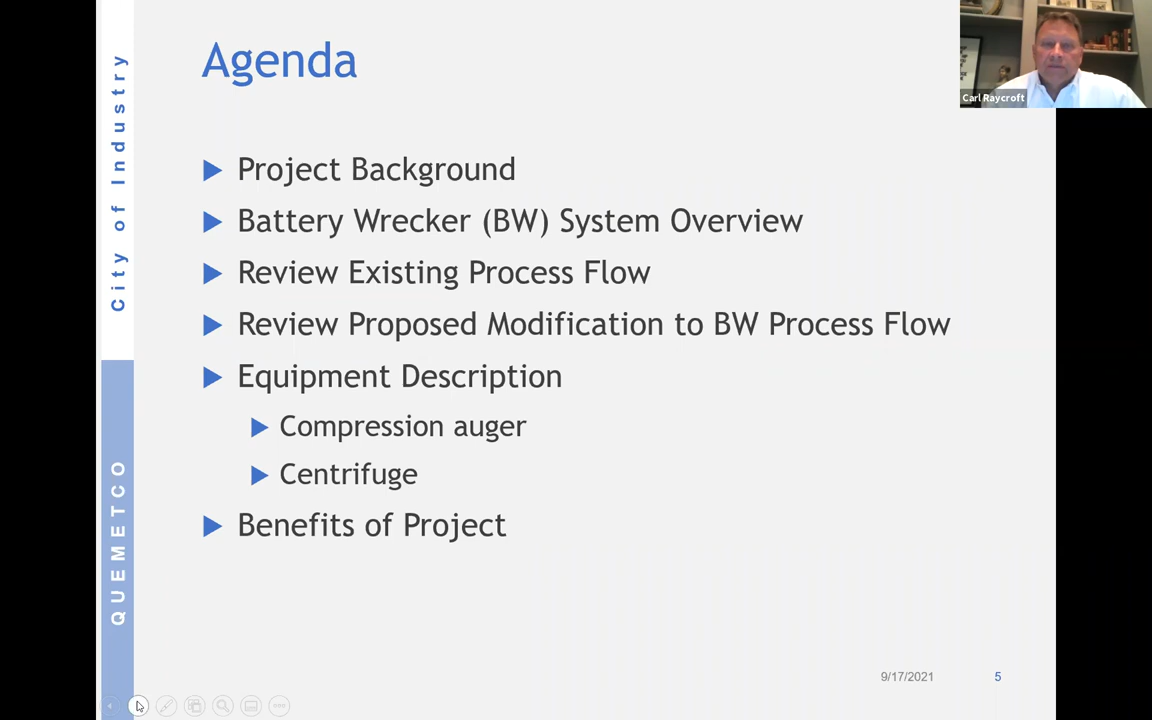 Agenda
Carl Raycroft
City of Industry
QUEMETCO
Project Background
Battery Wrecker (BW) System Overview
Review Existing Process Flow
Review Proposed Modification to BW Process Flow
Equipment Description
Compression auger
Centrifuge
Benefits of Project
9/17/2021
5